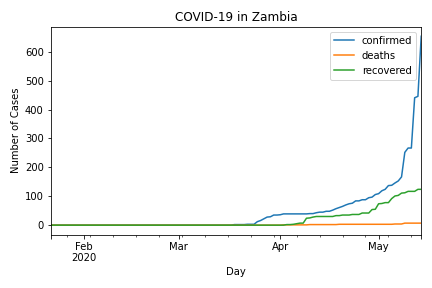 COVID-19 in Zambia
confirmed
deaths
recovered
Number of Cases
600
500
400
300
200
100
0
Feb
2020
Mar
Apr
May
Day